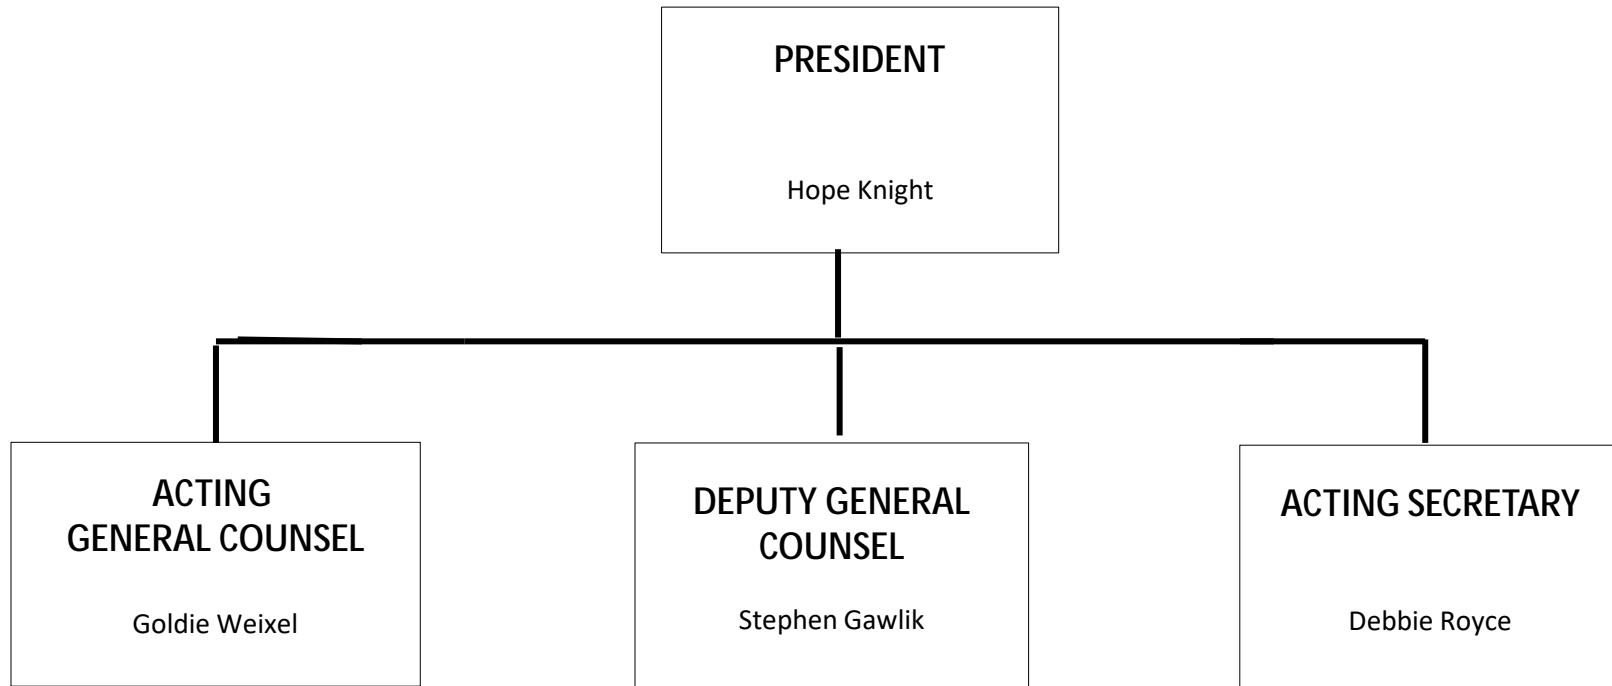 PRESIDENT
Hope Knight
ACTING
GENERAL COUNSEL
Goldie Weixel
DEPUTY GENERAL
COUNSEL
Stephen Gawlik
ACTING SECRETARY
Debbie Royce